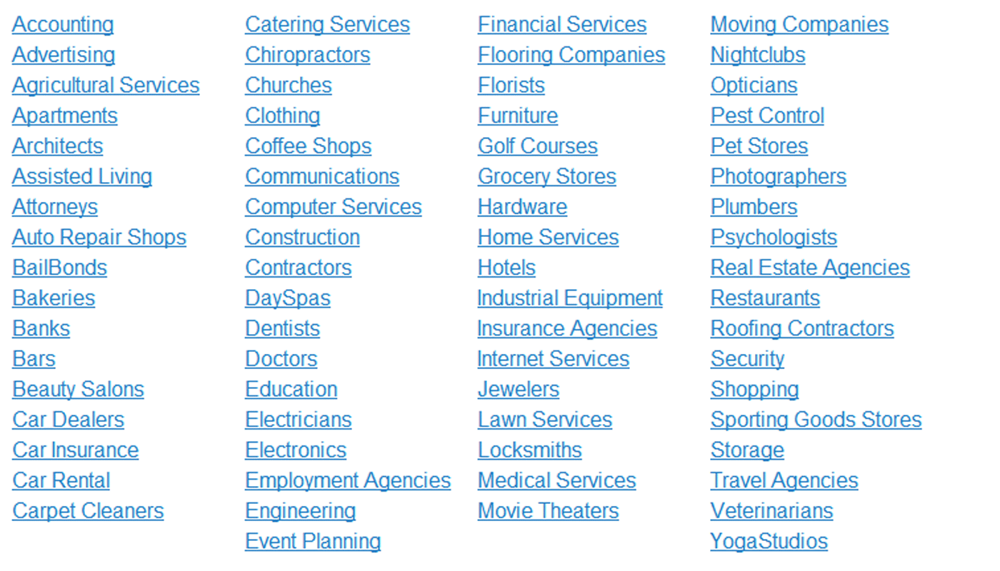 Accounting
Advertising
Agricultural Services
Apartments
Architects
Assisted Living
Attorneys
Auto Repair Shops
BailBonds
Bakeries
Banks
Bars
Beauty Salons
Car Dealers
Car Insurance
Car Rental
Carpet Cleaners
Catering Services
Chiropractors
Churches
Clothing
Coffee Shops
Communications
Computer Services
Construction
Contractors
DaySpas
Dentists
Doctors
Education
Electricians
Electronics
Employment Agencies
Engineering
Event Planning
Financial Services
Flooring Companies
Florists
Furniture
Golf Courses
Grocery Stores
Hardware
Home Services
Hotels
Industrial Equipment
Insurance Agencies
Internet Services
Jewelers
Lawn Services
Locksmiths
Medical Services
Movie Theaters
Moving Companies
Nightclubs
Opticians
Pest Control
Pet Stores
Photographers
Plumbers
Psychologists
Real Estate Agencies
Restaurants
Roofing Contractors
Security
Shopping
Sporting Goods Stores
Storage
Travel Agencies
Veterinarians
YogaStudios